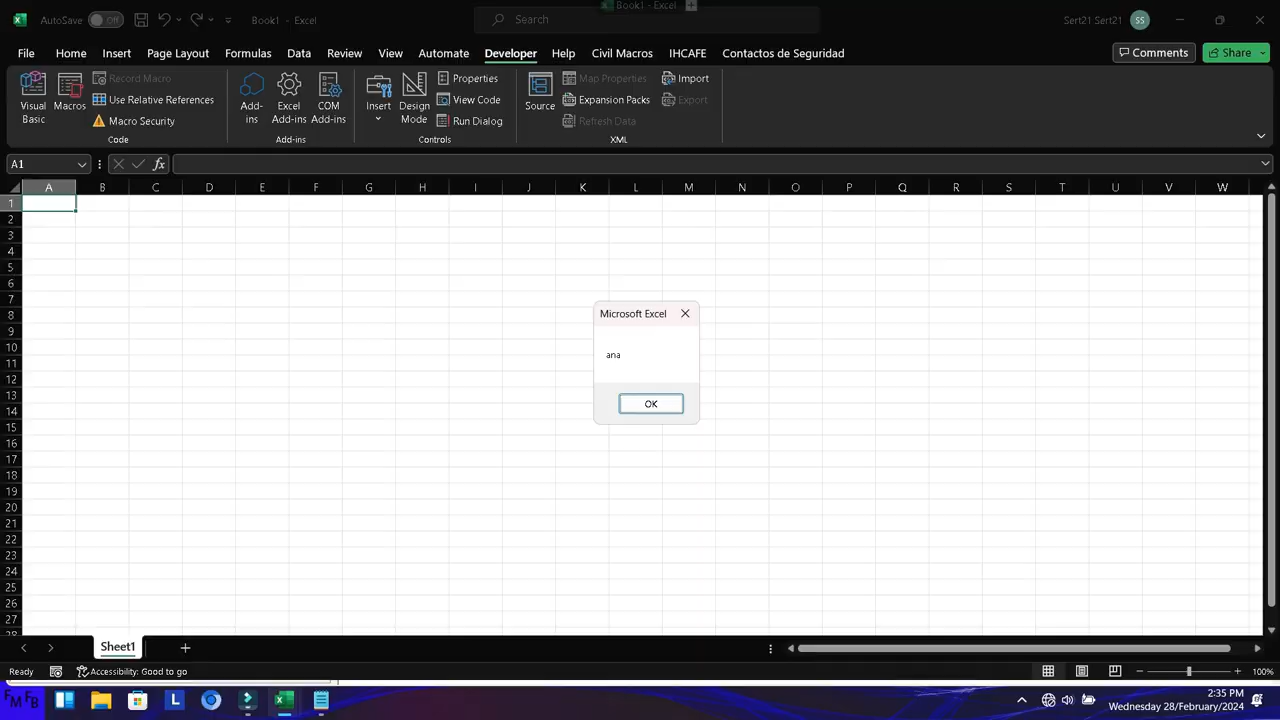 Book1 - Excel
AutoSave Off Book1 - Excel Search Sert21 Sert21 SS
File Home Insert Page Layout Formulas Data Review View Automate Developer Help Civil Macros IHCAFE Contactos de Seguridad Comments Share
Visual Basic
Macros
Record Macro
Use Relative References
Macro Security
Code
Add-ins
Excel Add-ins
COM Add-ins
Add-ins
Insert
Design Mode
Properties
View Code
Run Dialog
Controls
Source
Map Properties
Expansion Packs
Refresh Data
Import
Export
XML
A1 fx
A B C D E F G H I J K L M N O P Q R S T U V W
1
2
3
4
5
6
7
8
9
10
11
12
13
14
15
16
17
18
19
20
21
22
23
24
25
26
27
28
Microsoft Excel
ana
OK
Sheet1
Ready Accessibility: Good to go 100%
FM FB L 2:35 PM
Wednesday 28/February/2024